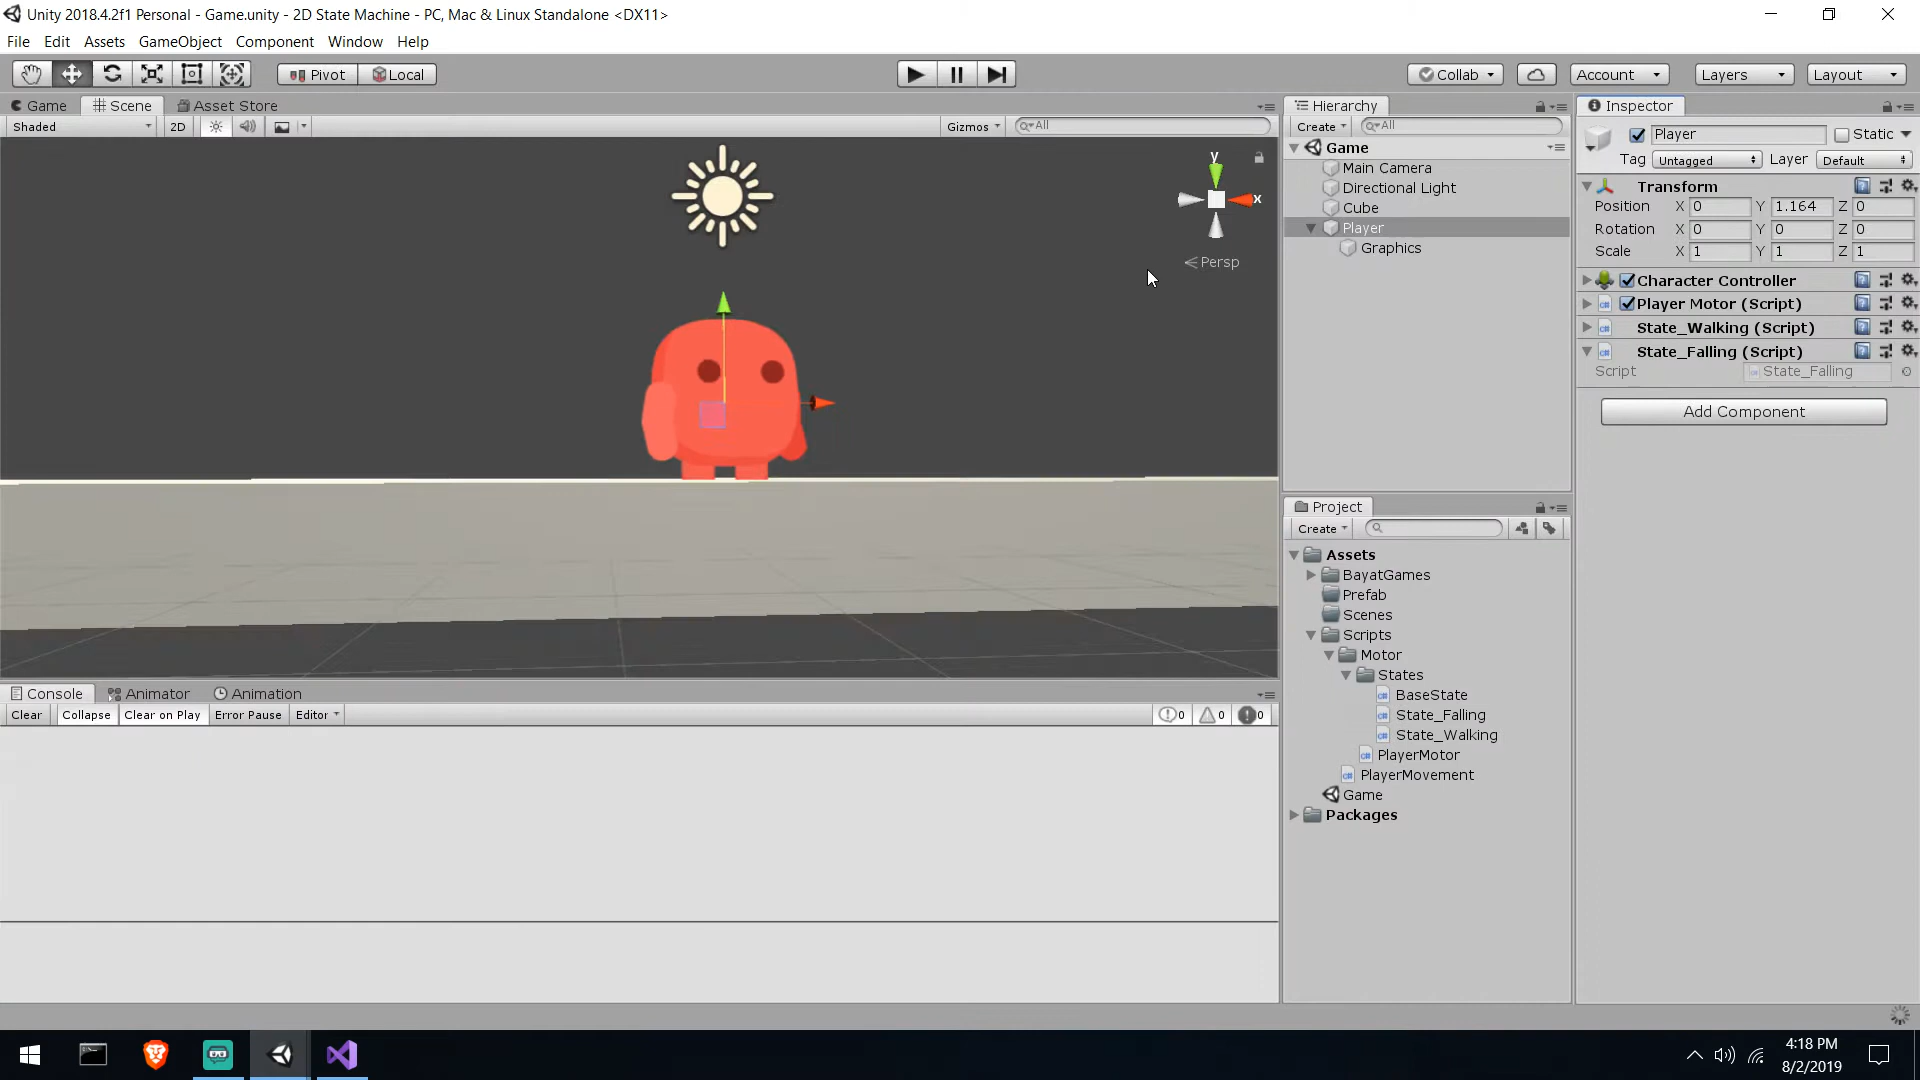 Unity 2018.4.2f1 Personal - Game.unity - 2D State Machine - PC, Mac & Linux Standalone <DX11>
File Edit Assets GameObject Component Window Help
Pivot Local Collab Account Layers Layout
Game Scene Asset Store
Shaded 2D Gizmos All
y
x
Persp
Hierarchy
Create All
Game
Main Camera
Directional Light
Cube
Player
Graphics
Inspector
Player Static
Tag Untagged Layer Default
Transform
Position X 0 Y 1.164 Z 0
Rotation X 0 Y 0 Z 0
Scale X 1 Y 1 Z 1
Character Controller
Player Motor (Script)
State_Walking (Script)
State_Falling (Script)
Script State_Falling
Add Component
Project
Create
Assets
BayatGames
Prefab
Scenes
Scripts
Motor
States
BaseState
State_Falling
State_Walking
PlayerMotor
PlayerMovement
Game
Packages
Console Animator Animation
Clear Collapse Clear on Play Error Pause Editor 0 0 0
4:18 PM
8/2/2019